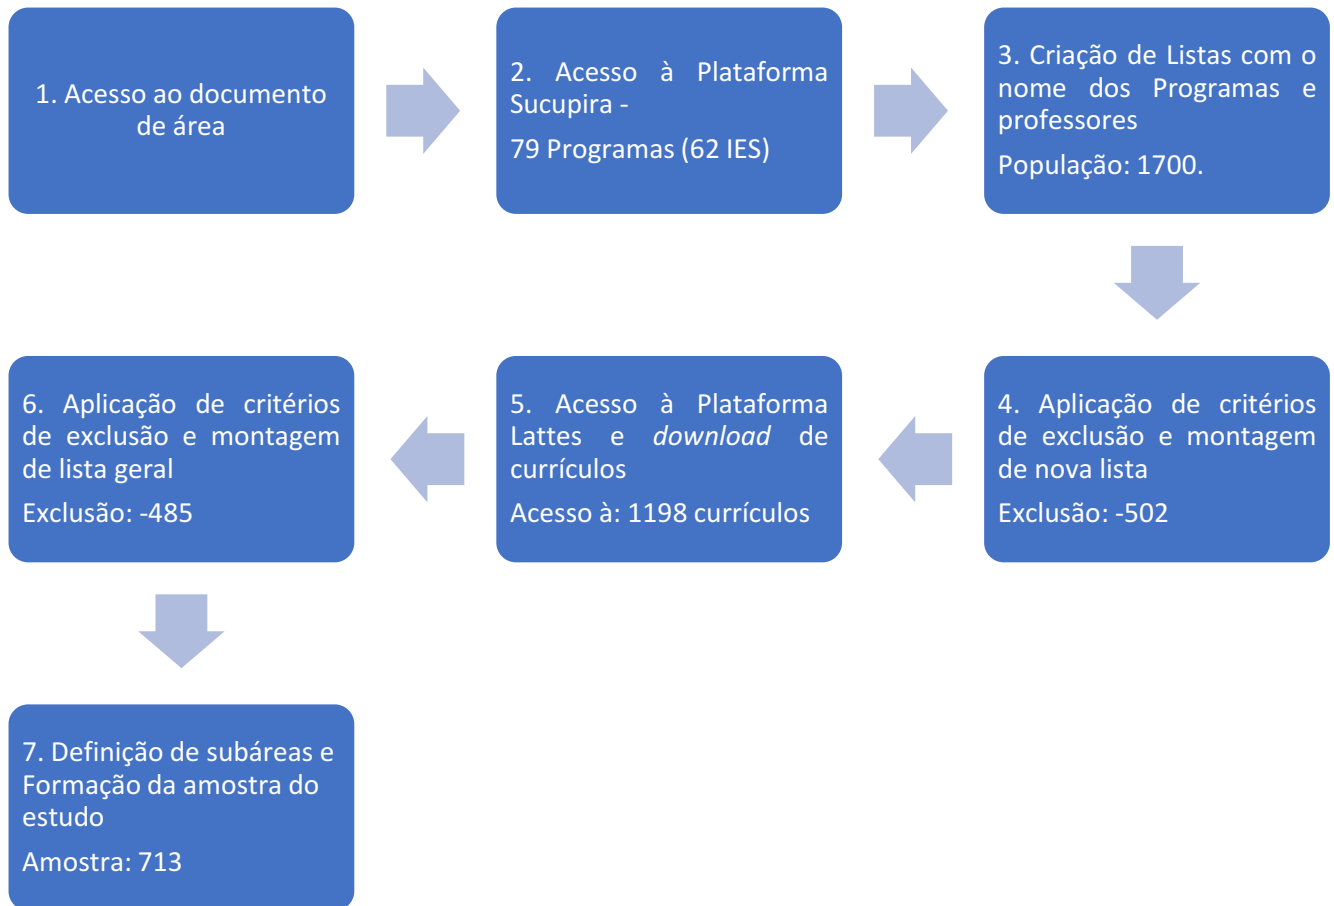 1. Acesso ao documento
de área
2. Acesso à Plataforma
Sucupira -
79 Programas (62 IES)
3. Criação de Listas com o
nome dos Programas e
professores
População: 1700.
4. Aplicação de critérios
de exclusão e montagem
de nova lista
Exclusão: -502
5. Acesso à Plataforma
Lattes e download de
currículos
Acesso à: 1198 currículos
6. Aplicação de critérios
de exclusão e montagem
de lista geral
Exclusão: -485
7. Definição de subáreas e
Formação da amostra do
estudo
Amostra: 713